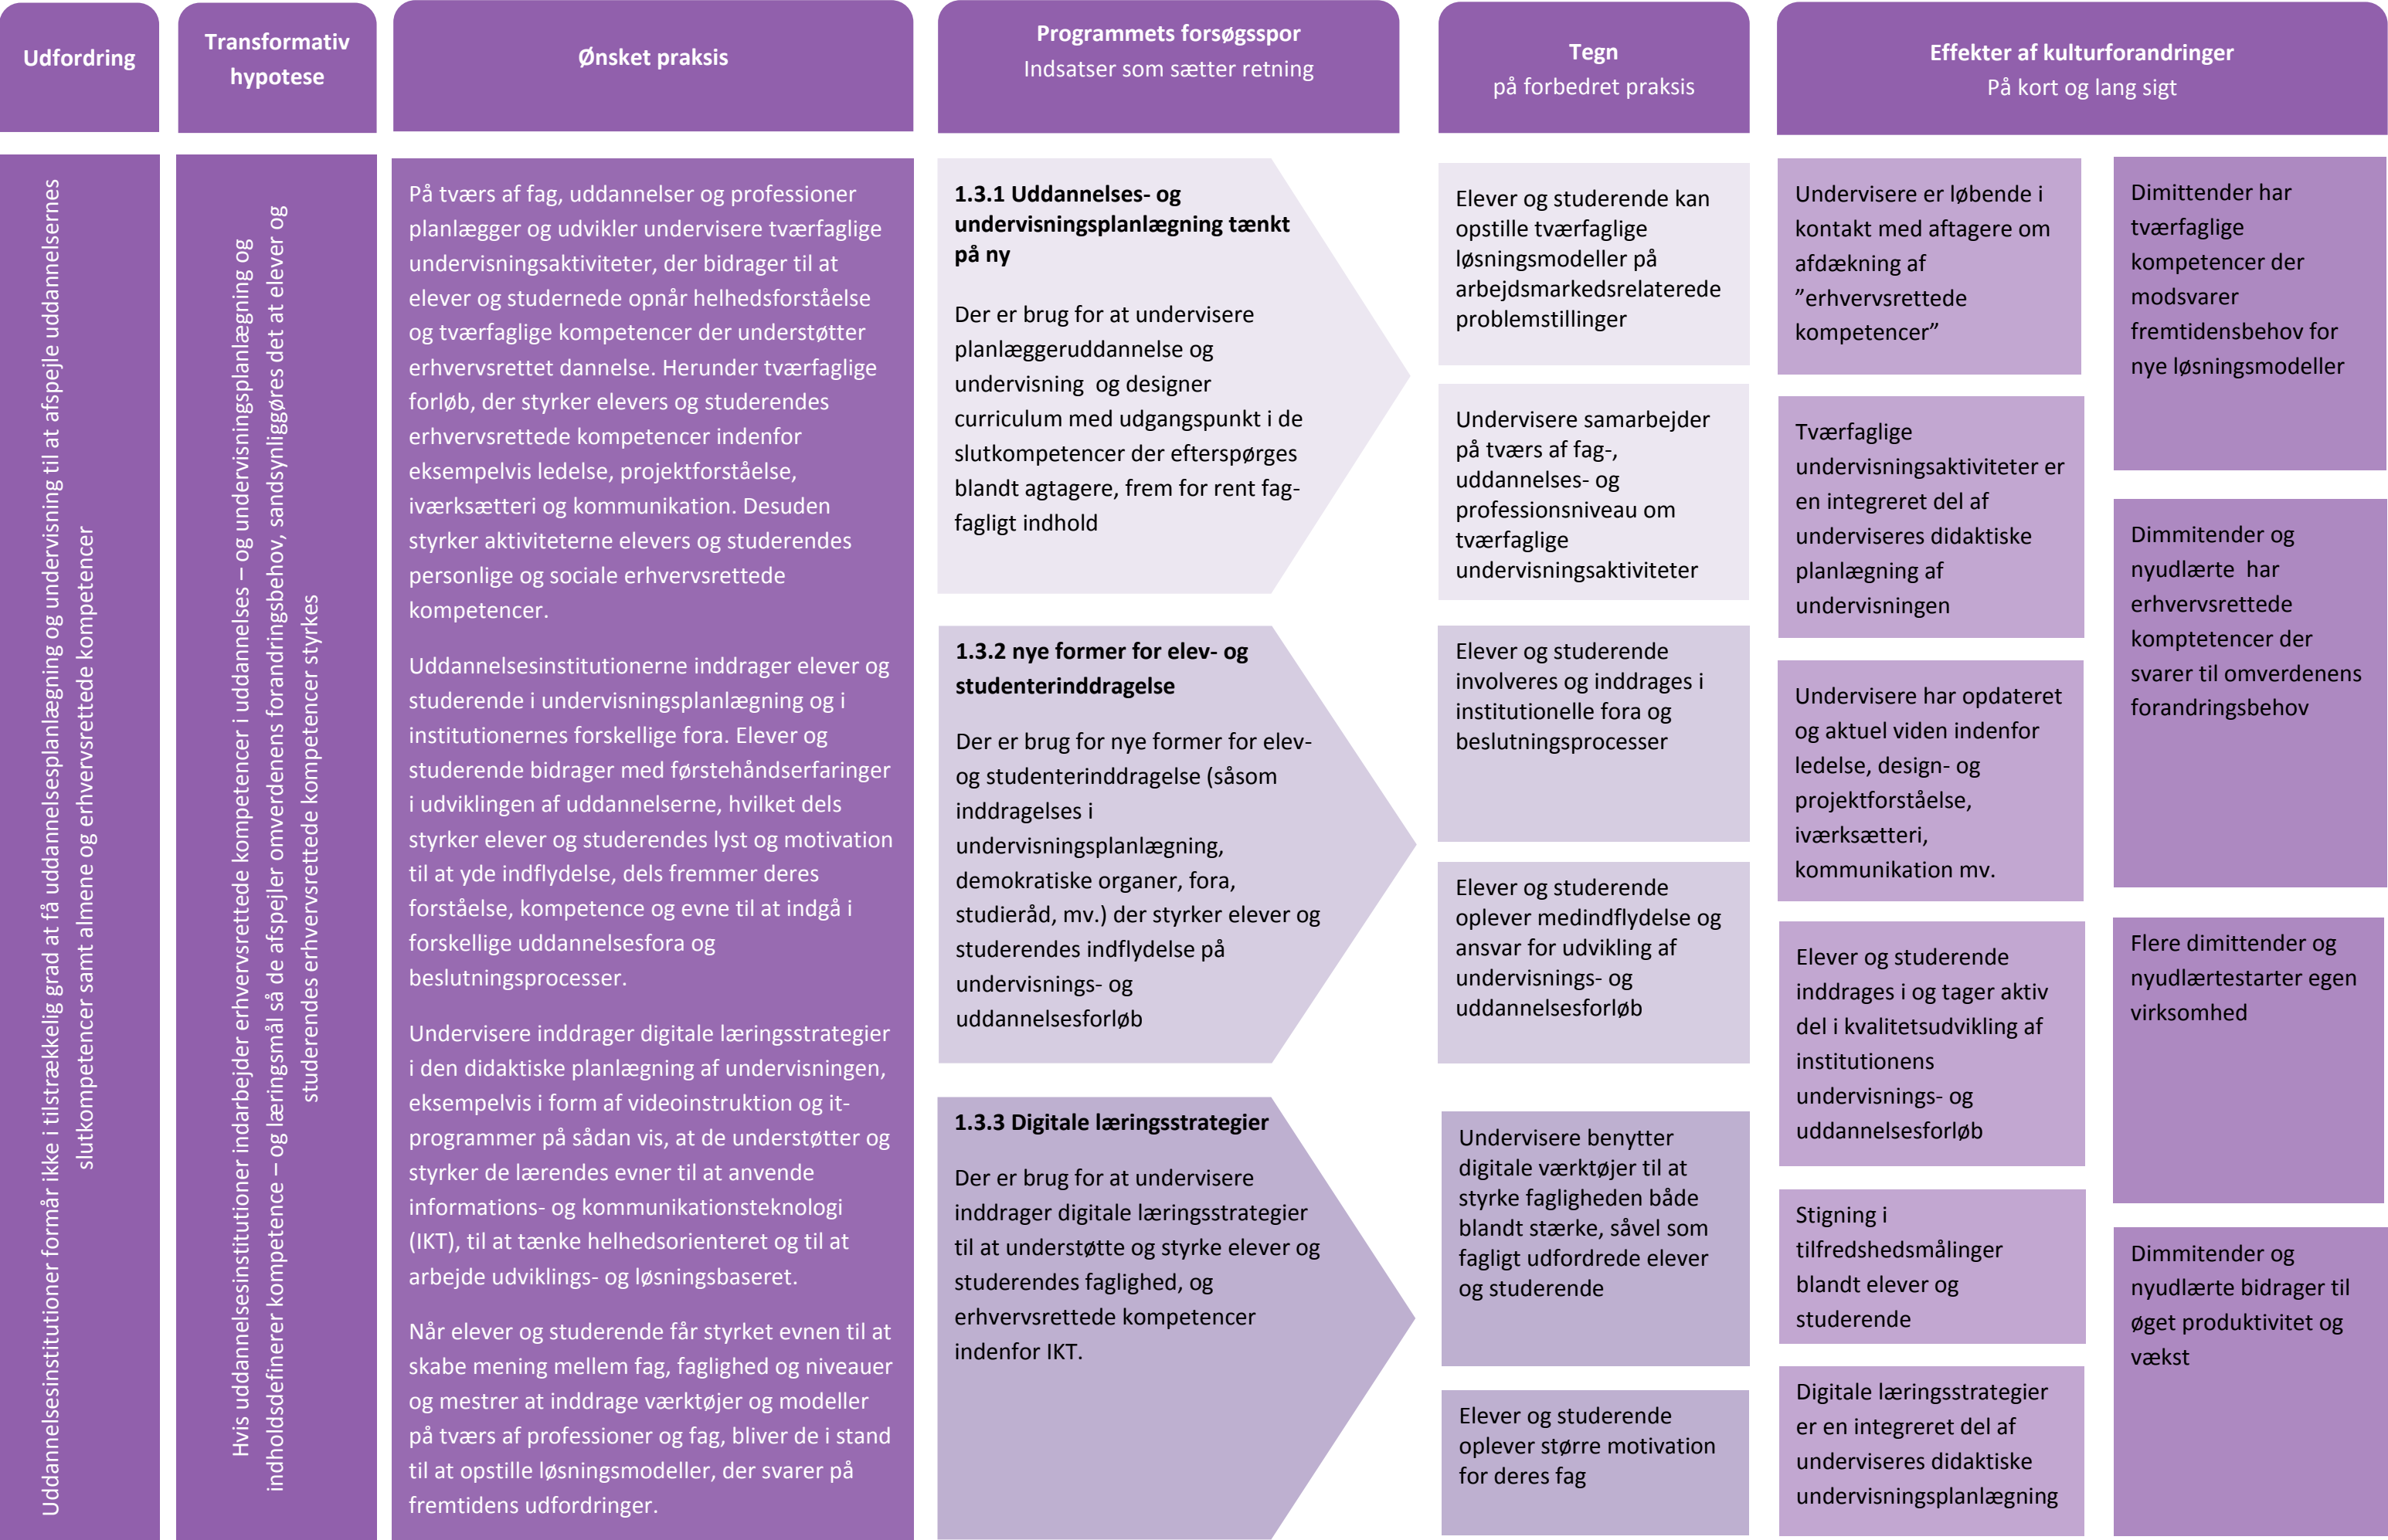 Udfordring
Transformativ
hypotese
Ønsket praksis
Programmets forsøgsspor
Indsatser som sætter retning
Tegn
på forbedret praksis
Effekter af kulturforandringer
På kort og lang sigt
Uddannelsesinstitutioner formår ikke i tilstrækkelig grad at få uddannelsesplanlægning og undervisning til at afspejle uddannelsernes
slutkompetencer samt almene og erhvervsrettede kompetencer
Hvis uddannelsesinstitutioner indarbejder erhvervsrettede kompetencer i uddannelses – og undervisningsplanlægning og
indholdsdefinerer kompetence – og læringsmål så de afspejler omverdenens forandringsbehov, sandsynliggøres det at elever og
studerendes erhvervsrettede kompetencer styrkes
På tværs af fag, uddannelser og professioner
planlægger og udvikler undervisere tværfaglige
undervisningsaktiviteter, der bidrager til at
elever og studernede opnår helhedsforståelse
og tværfaglige kompetencer der understøtter
erhvervsrettet dannelse. Herunder tværfaglige
forløb, der styrker elevers og studerendes
erhvervsrettede kompetencer indenfor
eksempelvis ledelse, projektforståelse,
iværksætteri og kommunikation. Desuden
styrker aktiviteterne elevers og studerendes
personlige og sociale erhvervsrettede
kompetencer.
Uddannelsesinstitutionerne inddrager elever og
studerende i undervisningsplanlægning og i
institutionernes forskellige fora. Elever og
studerende bidrager med førstehåndserfaringer
i udviklingen af uddannelserne, hvilket dels
styrker elever og studerendes lyst og motivation
til at yde indflydelse, dels fremmer deres
forståelse, kompetence og evne til at indgå i
forskellige uddannelsesfora og
beslutningsprocesser.
Undervisere inddrager digitale læringsstrategier
i den didaktiske planlægning af undervisningen,
eksempelvis i form af videoinstruktion og it-
programmer på sådan vis, at de understøtter og
styrker de lærendes evner til at anvende
informations- og kommunikationsteknologi
(IKT), til at tænke helhedsorienteret og til at
arbejde udviklings- og løsningsbaseret.
Når elever og studerende får styrket evnen til at
skabe mening mellem fag, faglighed og niveauer
og mestrer at inddrage værktøjer og modeller
på tværs af professioner og fag, bliver de i stand
til at opstille løsningsmodeller, der svarer på
fremtidens udfordringer.
1.3.1 Uddannelses- og
undervisningsplanlægning tænkt
på ny
Der er brug for at undervisere
planlæggeruddannelse og
undervisning  og designer
curriculum med udgangspunkt i de
slutkompetencer der efterspørges
blandt agtagere, frem for rent fag-
fagligt indhold
1.3.2 nye former for elev- og
studenterinddragelse
Der er brug for nye former for elev-
og studenterinddragelse (såsom
inddragelses i
undervisningsplanlægning,
demokratiske organer, fora,
studieråd, mv.) der styrker elever og
studerendes indflydelse på
undervisnings- og
uddannelsesforløb
1.3.3 Digitale læringsstrategier
Der er brug for at undervisere
inddrager digitale læringsstrategier
til at understøtte og styrke elever og
studerendes faglighed, og
erhvervsrettede kompetencer
indenfor IKT.
Elever og studerende kan
opstille tværfaglige
løsningsmodeller på
arbejdsmarkedsrelaterede
problemstillinger
Undervisere samarbejder
på tværs af fag-,
uddannelses- og
professionsniveau om
tværfaglige
undervisningsaktiviteter
Elever og studerende
involveres og inddrages i
institutionelle fora og
beslutningsprocesser
Elever og studerende
oplever medindflydelse og
ansvar for udvikling af
undervisnings- og
uddannelsesforløb
Undervisere benytter
digitale værktøjer til at
styrke fagligheden både
blandt stærke, såvel som
fagligt udfordrede elever
og studerende
Elever og studerende
oplever større motivation
for deres fag
Undervisere er løbende i
kontakt med aftagere om
afdækning af
”erhvervsrettede
kompetencer”
Tværfaglige
undervisningsaktiviteter er
en integreret del af
underviseres didaktiske
planlægning af
undervisningen
Undervisere har opdateret
og aktuel viden indenfor
ledelse, design- og
projektforståelse,
iværksætteri,
kommunikation mv.
Elever og studerende
inddrages i og tager aktiv
del i kvalitetsudvikling af
institutionens
undervisnings- og
uddannelsesforløb
Stigning i
tilfredshedsmålinger
blandt elever og
studerende
Digitale læringsstrategier
er en integreret del af
underviseres didaktiske
undervisningsplanlægning
Dimittender har
tværfaglige
kompetencer der
modsvarer
fremtidensbehov for
nye løsningsmodeller
Dimmitender og
nyudlærte  har
erhvervsrettede
komptetencer der
svarer til omverdenens
forandringsbehov
Flere dimittender og
nyudlærtestarter egen
virksomhed
Dimmitender og
nyudlærte bidrager til
øget produktivitet og
vækst